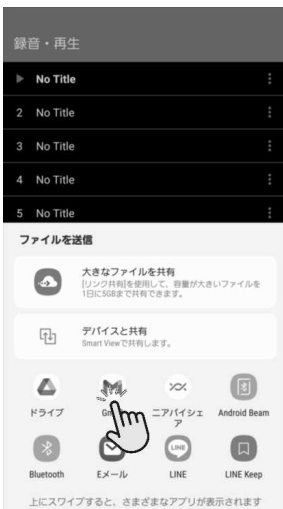 録音・再生
No Title
2 No Title
3 No Title
4 No Title
5 No Title
ファイルを送信
大きなファイルを共有
[リンク共有]を使用して、容量が大きいファイルを
1日に5GBまで共有できます。
デバイスと共有
Smart Viewで共有します。
ドライブ
ニアバイシェ
ア
Android Beam
Bluetooth
Eメール
LINE
LINE
LINE Keep
上にスワイプすると、さまざまなアプリが表示されます